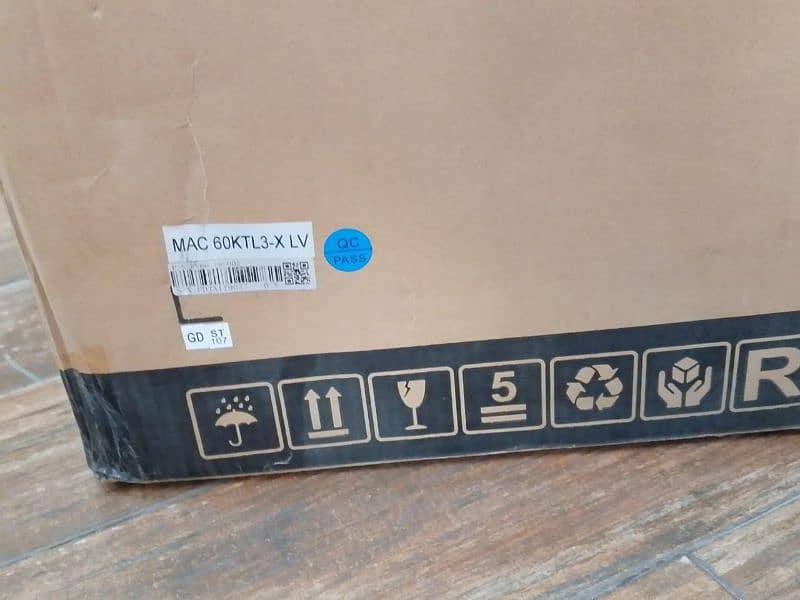 MAC 60KTL3-X LV
QC
PASS
GD ST
107
5
R